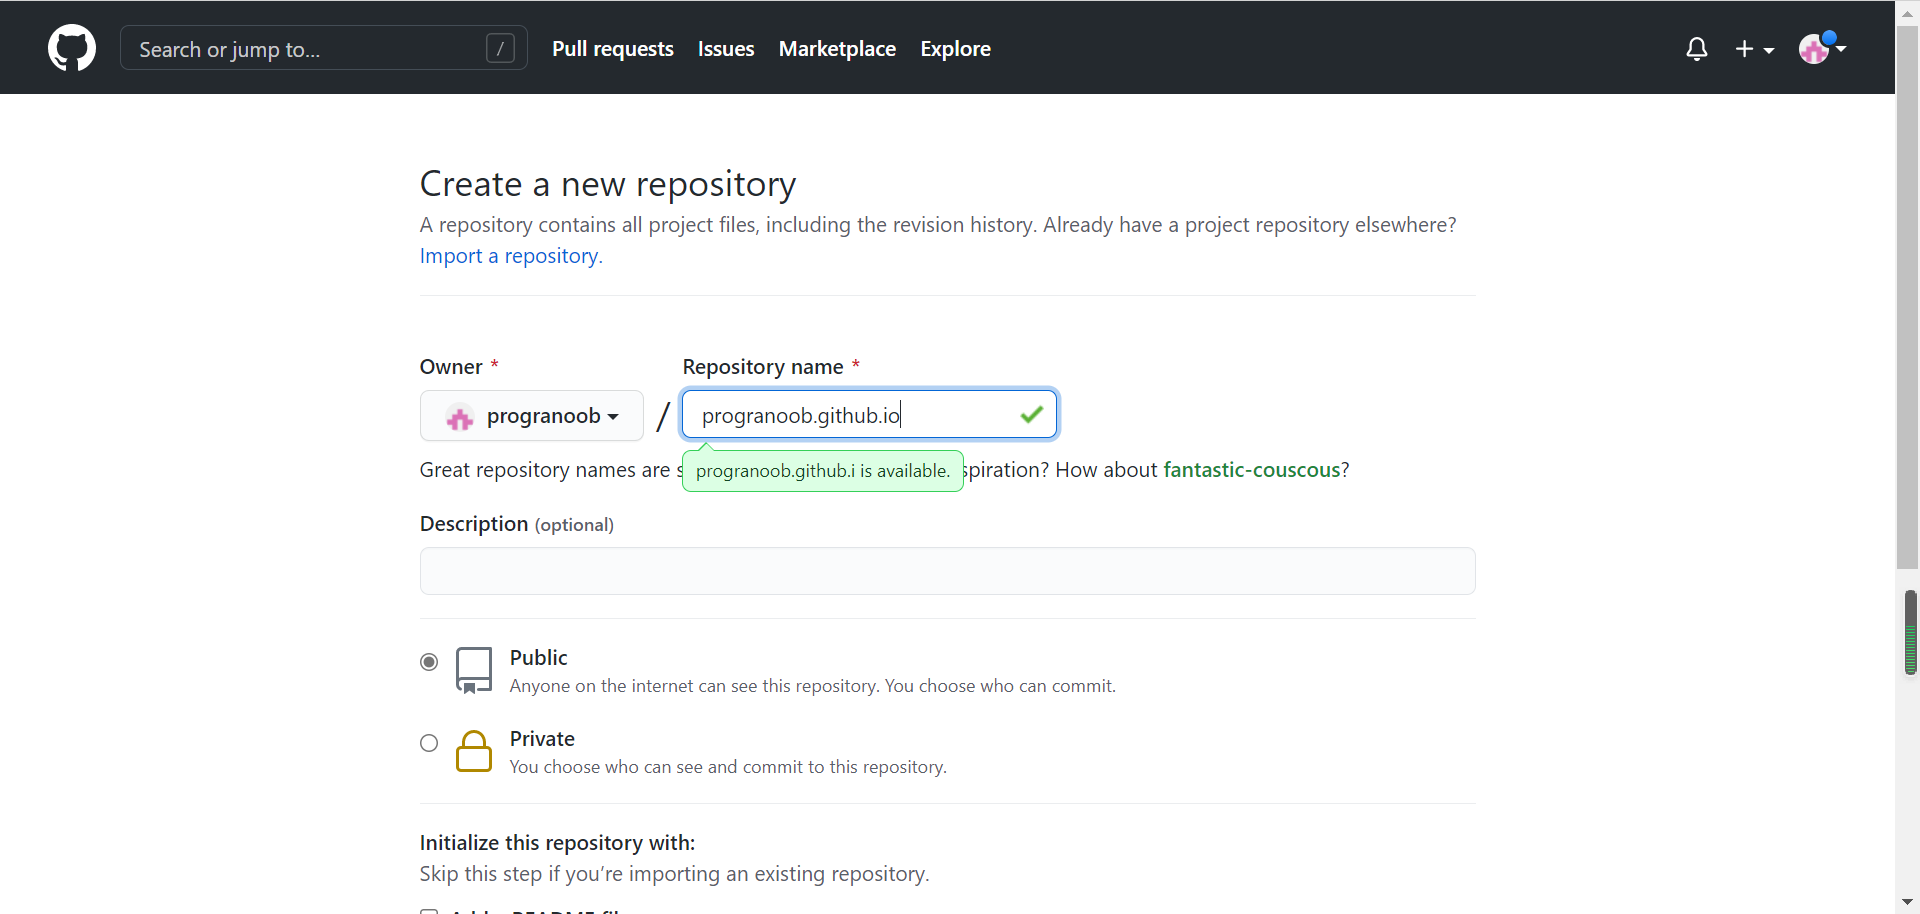 Search or jump to... / Pull requests Issues Marketplace Explore
Create a new repository
A repository contains all project files, including the revision history. Already have a project repository elsewhere?
Import a repository.
Owner * Repository name *
progranoob / progranoob.github.io
Great repository names are s progranoob.github.i is available. spiration? How about fantastic-couscous?
Description (optional)
Public
Anyone on the internet can see this repository. You choose who can commit.
Private
You choose who can see and commit to this repository.
Initialize this repository with:
Skip this step if you’re importing an existing repository.